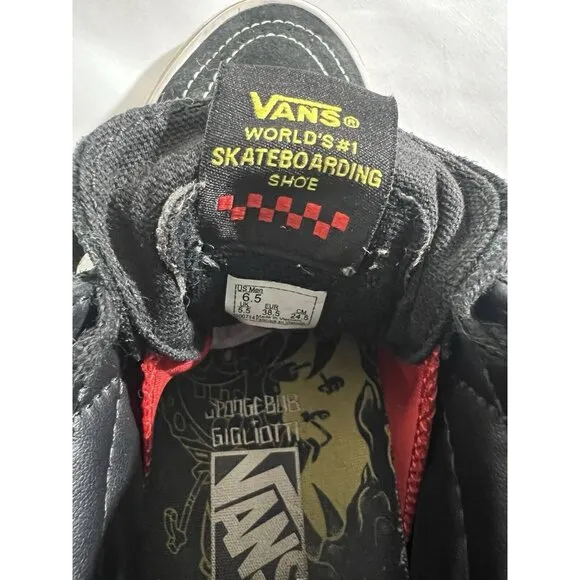 VANS®
WORLD'S #1
SKATEBOARDING
SHOE
US Men
6.5
UK EUR CM
5.5 38.5 24.5
SPONGEBOB
GIGLIOTTI
VANS